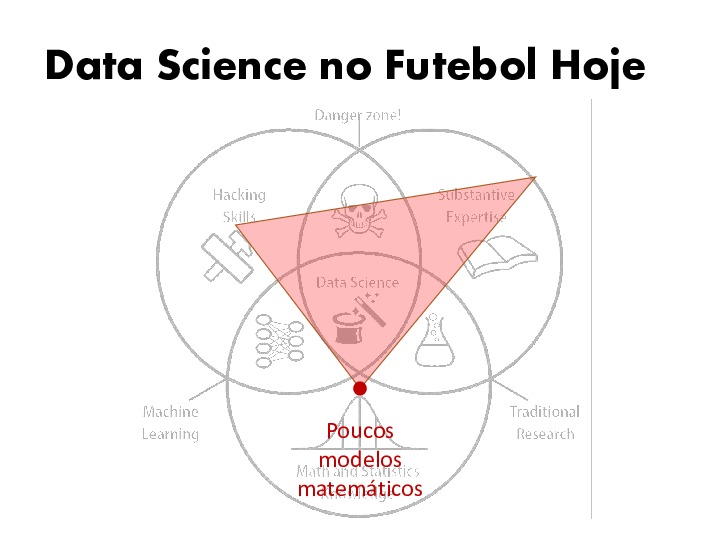 Data Science no Futebol Hoje
Danger zone!
Hacking
Skills
Substantive
Expertise
Data Science
Machine
Learning
Traditional
Research
Poucos
modelos
Math and Statistics
matemáticos